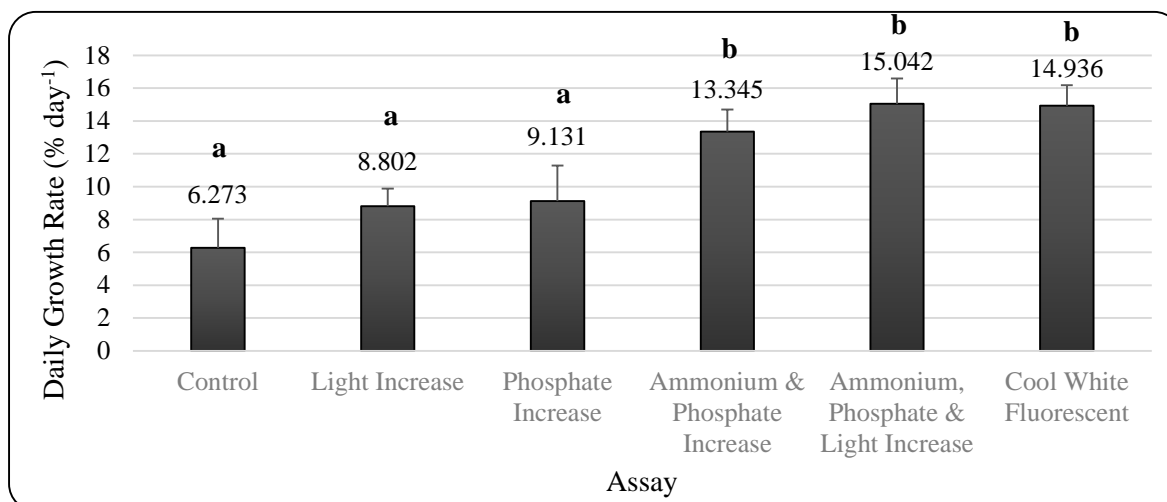 Daily Growth Rate (% day-1)
18
16
14
12
10
8
6
4
2
0
a
6.273
a
8.802
a
9.131
b
13.345
b
15.042
b
14.936
Control
Light Increase
Phosphate
Increase
Ammonium &
Phosphate
Increase
Ammonium,
Phosphate &
Light Increase
Cool White
Fluorescent
Assay